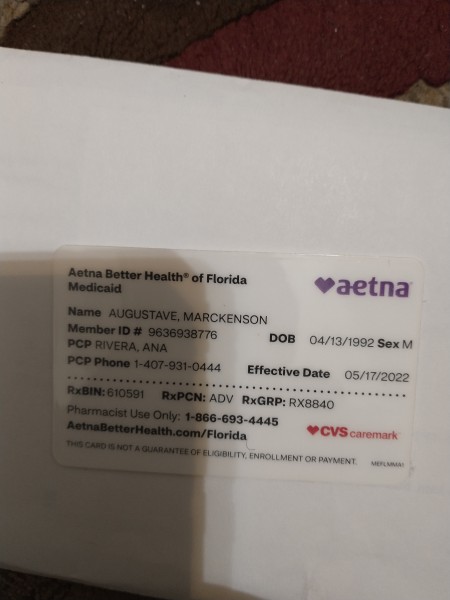 Aetna Better Health® of Florida
Medicaid
aetna
Name AUGUSTAVE, MARCKENSON
Member ID # 9636938776
DOB 04/13/1992 Sex M
PCP RIVERA, ANA
PCP Phone 1-407-931-0444
Effective Date 05/17/2022
RxBIN: 610591 RxPCN: ADV RxGRP: RX8840
Pharmacist Use Only: 1-866-693-4445
AetnaBetterHealth.com/Florida
CVS caremark
THIS CARD IS NOT A GUARANTEE OF ELIGIBILITY, ENROLLMENT OR PAYMENT.
MEFLMMA1